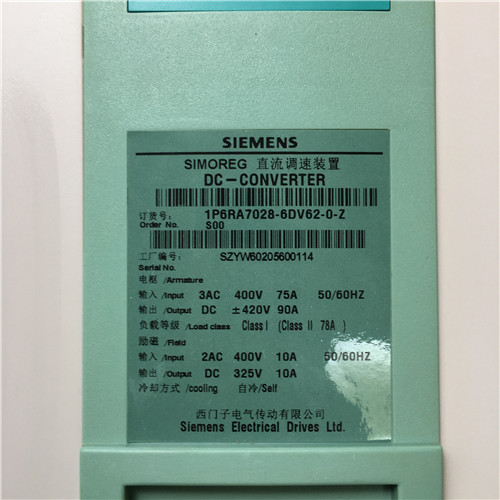 SIEMENS
SIMOREG 直流调速装置
DC-CONVERTER
订货号: 1P6RA7028-6DV62-0-Z
Order No. S00
工厂编号: SZYW60205600114
Serial No.
电枢 /Armature
输入 /Input 3AC 400V 75A 50/60HZ
输出 /Output DC ±420V 90A
负载等级 /Load class Class I (Class II 78A )
励磁 /Field
输入 /Input 2AC 400V 10A 50/60HZ
输出 /Output DC 325V 10A
冷却方式 /cooling 自冷/Self
西门子电气传动有限公司
Siemens Electrical Drives Ltd.